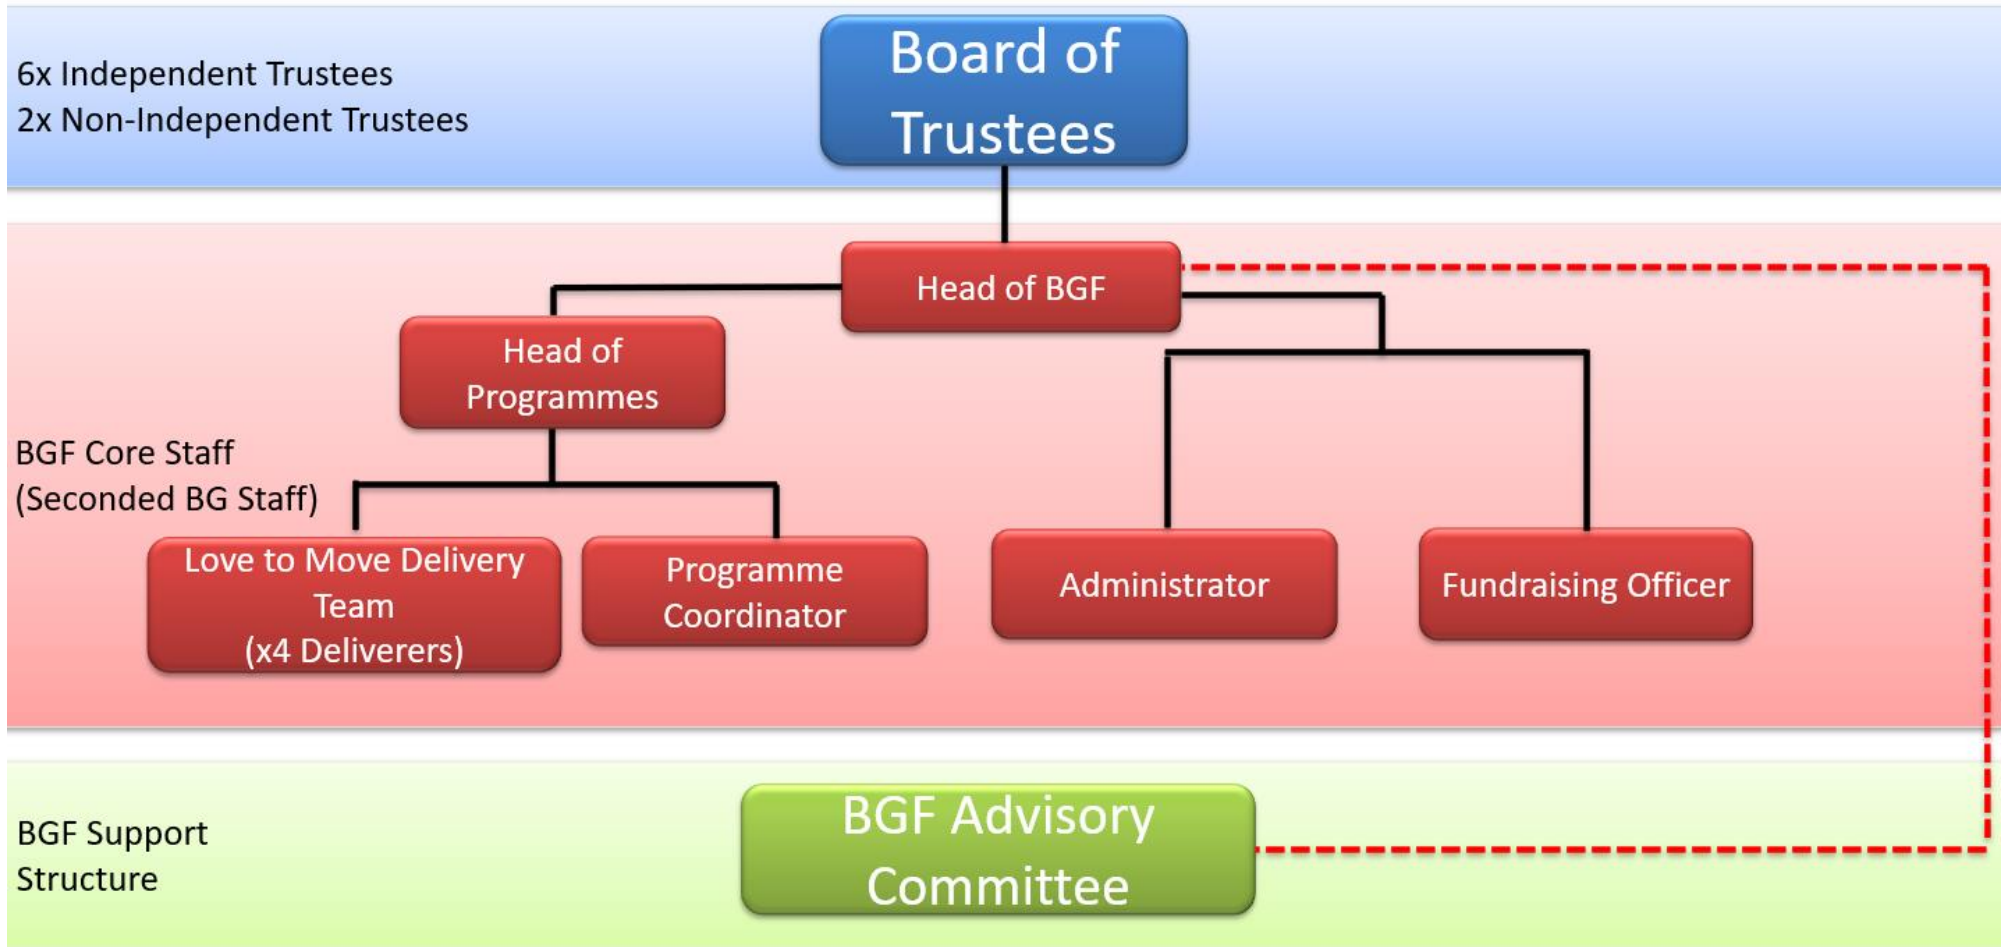 6x Independent Trustees
2x Non-Independent Trustees
Board of
Trustees
Head of BGF
Head of
Programmes
BGF Core Staff
(Seconded BG Staff)
Love to Move Delivery
Team
(x4 Deliverers)
Programme
Coordinator
Administrator
Fundraising Officer
BGF Support
Structure
BGF Advisory
Committee